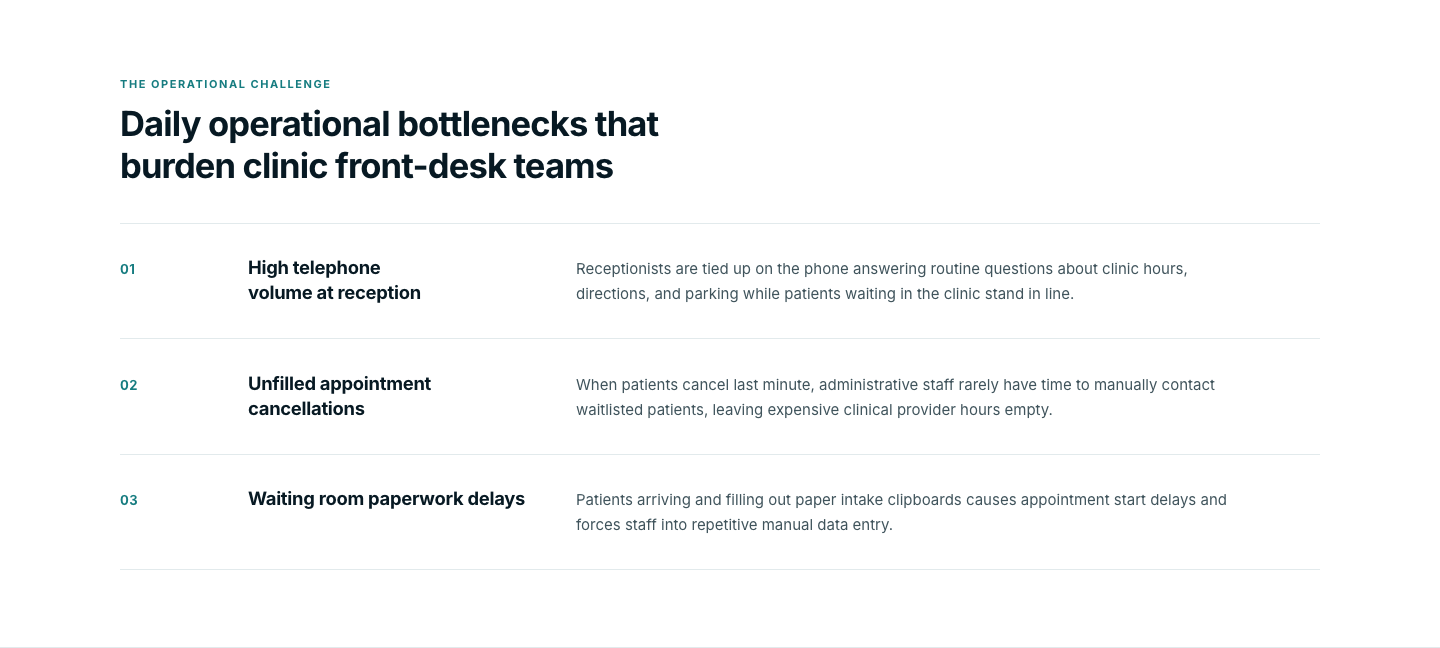 THE OPERATIONAL CHALLENGE
Daily operational bottlenecks that
burden clinic front-desk teams
01
High telephone
volume at reception
Receptionists are tied up on the phone answering routine questions about clinic hours,
directions, and parking while patients waiting in the clinic stand in line.
02
Unfilled appointment
cancellations
When patients cancel last minute, administrative staff rarely have time to manually contact
waitlisted patients, leaving expensive clinical provider hours empty.
03
Waiting room paperwork delays
Patients arriving and filling out paper intake clipboards causes appointment start delays and
forces staff into repetitive manual data entry.